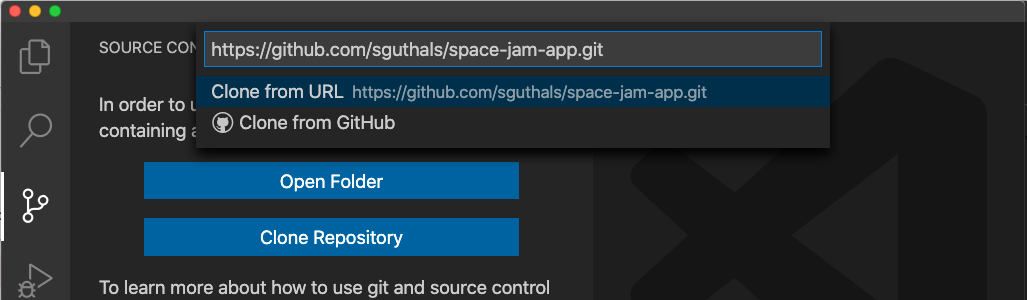 SOURCE CON
https://github.com/sguthals/space-jam-app.git
Clone from URL https://github.com/sguthals/space-jam-app.git
Clone from GitHub
In order to u
containing a
Open Folder
Clone Repository
To learn more about how to use git and source control